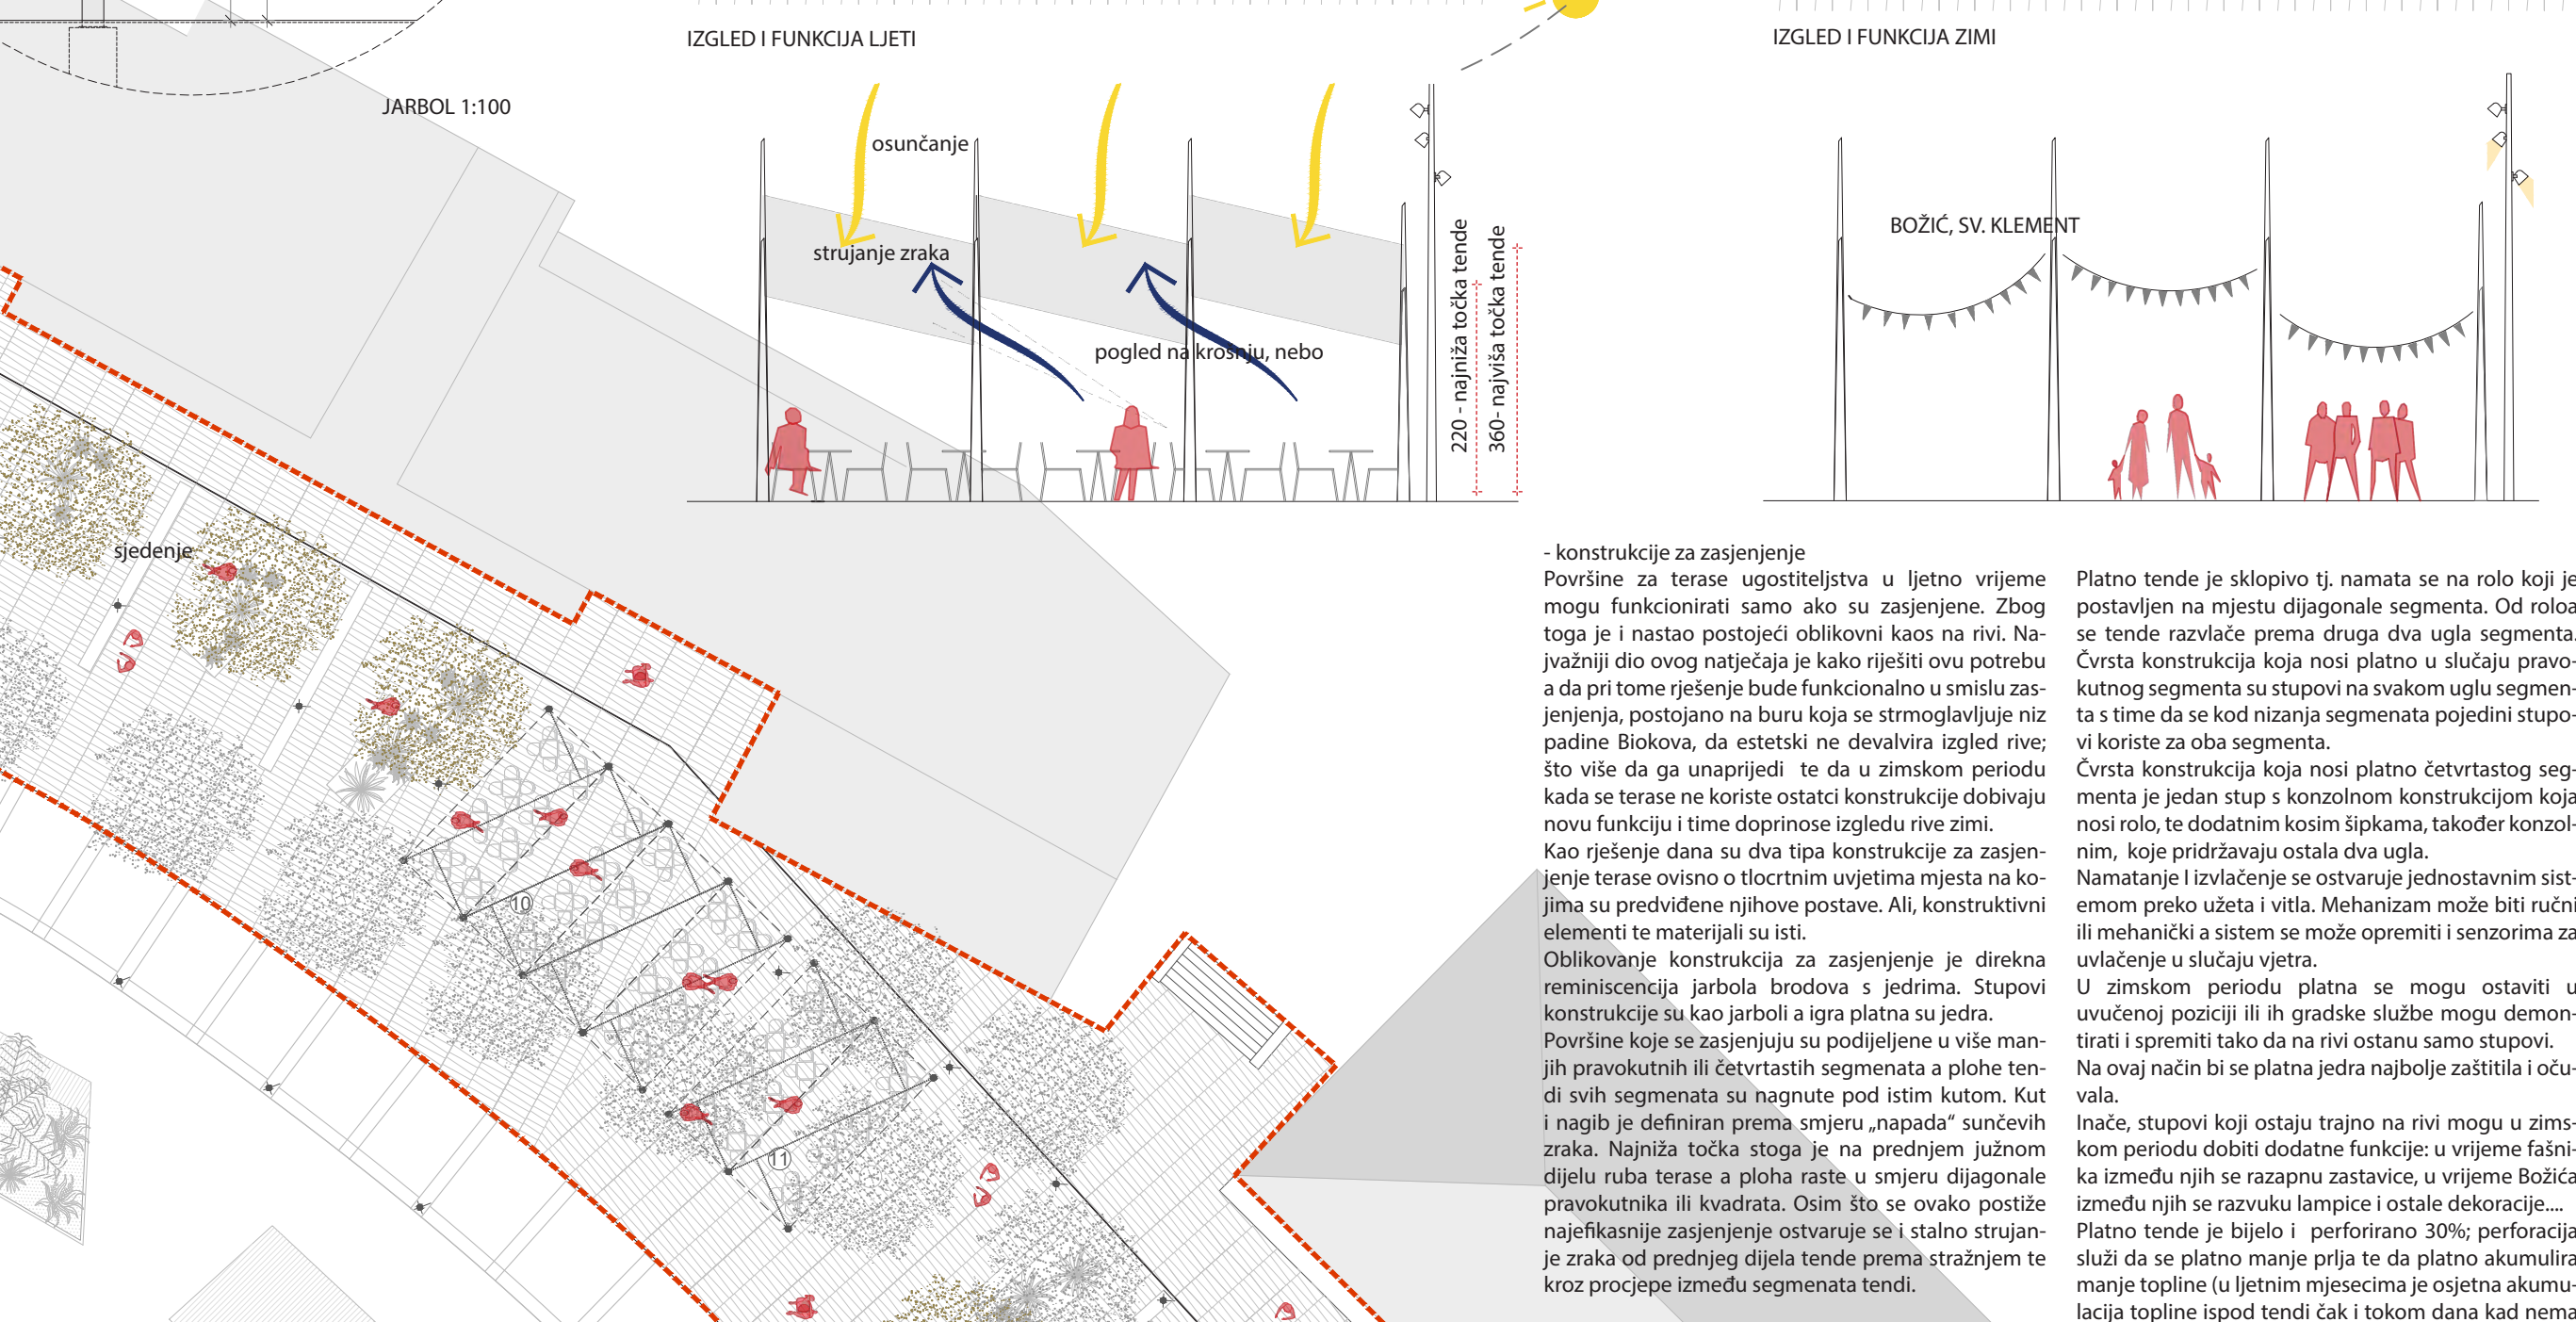 IZGLED I FUNKCIJA LJETI
IZGLED I FUNKCIJA ZIMI
JARBOL 1:100
osunčanje
strujanje zraka
pogled na krošnju, nebo
220 - najniža točka tende
360- najviša točka tende
BOŽIĆ, SV. KLEMENT
sjedenje
10
11
- konstrukcije za zasjenjenje
Površine za terase ugostiteljstva u ljetno vrijeme
mogu funkcionirati samo ako su zasjenjene. Zbog
toga je i nastao postojeći oblikovni kaos na rivi. Na-
jvažniji dio ovog natječaja je kako riješiti ovu potrebu
a da pri tome rješenje bude funkcionalno u smislu zas-
jenjenja, postojano na buru koja se strmoglavljuje niz
padine Biokova, da estetski ne devalvira izgled rive;
što više da ga unaprijedi te da u zimskom periodu
kada se terase ne koriste ostatci konstrukcije dobivaju
novu funkciju i time doprinose izgledu rive zimi.
Kao rješenje dana su dva tipa konstrukcije za zasjen-
jenje terase ovisno o tlocrtnim uvjetima mjesta na ko-
jima su predviđene njihove postave. Ali, konstruktivni
elementi te materijali su isti.
Oblikovanje konstrukcija za zasjenjenje je direkna
reminiscencija jarbola brodova s jedrima. Stupovi
konstrukcije su kao jarboli a igra platna su jedra.
Površine koje se zasjenjuju su podijeljene u više man-
jih pravokutnih ili četvrtastih segmenata a plohe ten-
di svih segmenata su nagnute pod istim kutom. Kut
i nagib je definiran prema smjeru „napada“ sunčevih
zraka. Najniža točka stoga je na prednjem južnom
dijelu ruba terase a ploha raste u smjeru dijagonale
pravokutnika ili kvadrata. Osim što se ovako postiže
najefikasnije zasjenjenje ostvaruje se i stalno strujan-
je zraka od prednjeg dijela tende prema stražnjem te
kroz procjepe između segmenata tendi.
Platno tende je sklopivo tj. namata se na rolo koji je
postavljen na mjestu dijagonale segmenta. Od roloa
se tende razvlače prema druga dva ugla segmenta.
Čvrsta konstrukcija koja nosi platno u slučaju pravo-
kutnog segmenta su stupovi na svakom uglu segmen-
ta s time da se kod nizanja segmenata pojedini stupo-
vi koriste za oba segmenta.
Čvrsta konstrukcija koja nosi platno četvrtastog seg-
menta je jedan stup s konzolnom konstrukcijom koja
nosi rolo, te dodatnim kosim šipkama, također konzol-
nim, koje pridržavaju ostala dva ugla.
Namatanje I izvlačenje se ostvaruje jednostavnim sist-
emom preko užeta i vitla. Mehanizam može biti ručni
ili mehanički a sistem se može opremiti i senzorima za
uvlačenje u slučaju vjetra.
U zimskom periodu platna se mogu ostaviti u
uvučenoj poziciji ili ih gradske službe mogu demon-
tirati i spremiti tako da na rivi ostanu samo stupovi.
Na ovaj način bi se platna jedra najbolje zaštitila i oču-
vala.
Inače, stupovi koji ostaju trajno na rivi mogu u zims-
kom periodu dobiti dodatne funkcije: u vrijeme fašni-
ka između njih se razapnu zastavice, u vrijeme Božića
između njih se razvuku lampice i ostale dekoracije....
Platno tende je bijelo i perforirano 30%; perforacija
služi da se platno manje prlja te da platno akumulira
manje topline (u ljetnim mjesecima je osjetna akumu-
lacija topline ispod tendi čak i tokom dana kad nema